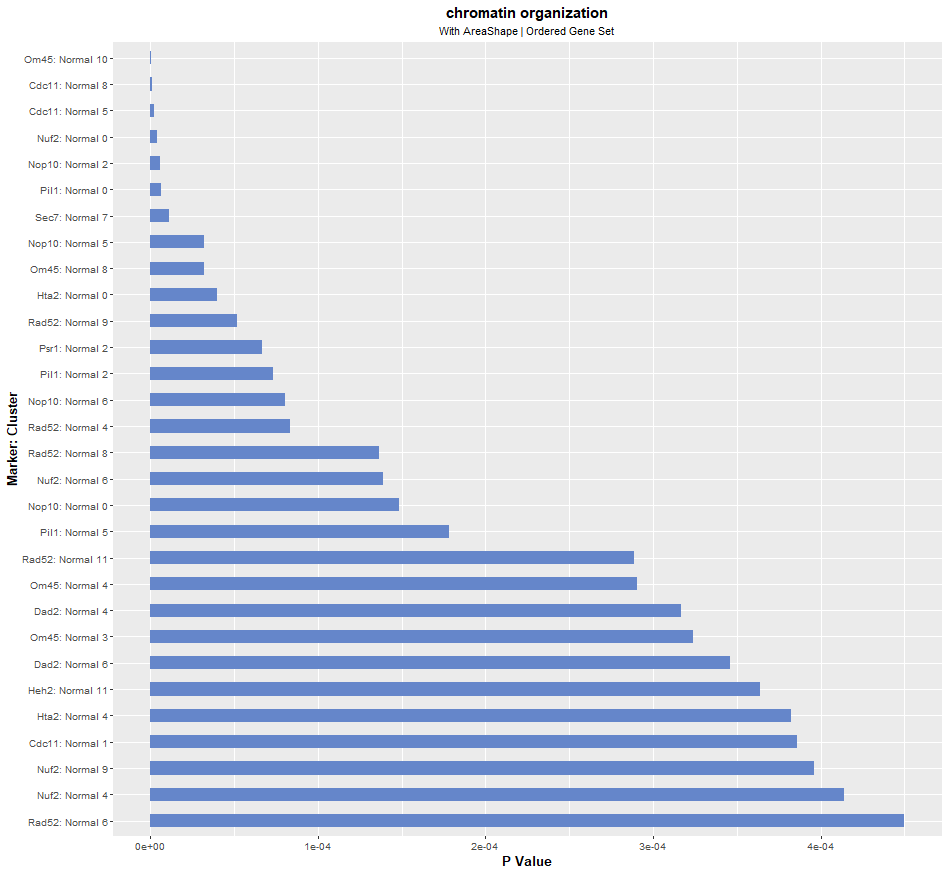 chromatin organization
With AreaShape | Ordered Gene Set
Marker: Cluster
Om45: Normal 10
Cdc11: Normal 8
Cdc11: Normal 5
Nuf2: Normal 0
Nop10: Normal 2
Pil1: Normal 0
Sec7: Normal 7
Nop10: Normal 5
Om45: Normal 8
Hta2: Normal 0
Rad52: Normal 9
Psr1: Normal 2
Pil1: Normal 2
Nop10: Normal 6
Rad52: Normal 4
Rad52: Normal 8
Nuf2: Normal 6
Nop10: Normal 0
Pil1: Normal 5
Rad52: Normal 11
Om45: Normal 4
Dad2: Normal 4
Om45: Normal 3
Dad2: Normal 6
Heh2: Normal 11
Hta2: Normal 4
Cdc11: Normal 1
Nuf2: Normal 9
Nuf2: Normal 4
Rad52: Normal 6
0e+00 1e-04 2e-04 3e-04 4e-04
P Value